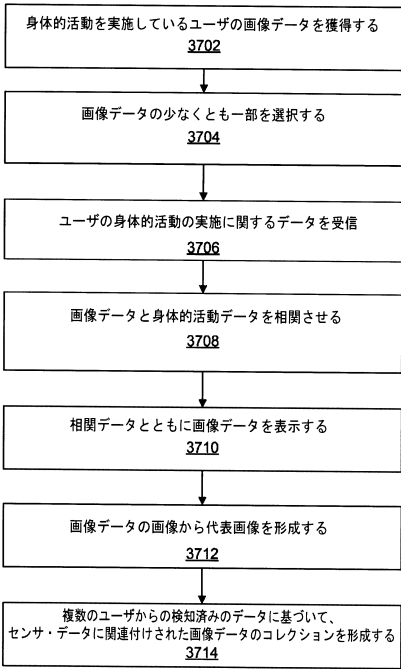 身体的活動を実施しているユーザの画像データを獲得する
3702
画像データの少なくとも一部を選択する
3704
ユーザの身体的活動の実施に関するデータを受信
3706
画像データと身体的活動データを相関させる
3708
相関データとともに画像データを表示する
3710
画像データの画像から代表画像を形成する
3712
複数のユーザからの検知済みのデータに基づいて、
センサ・データに関連付けされた画像データのコレクションを形成する
3714